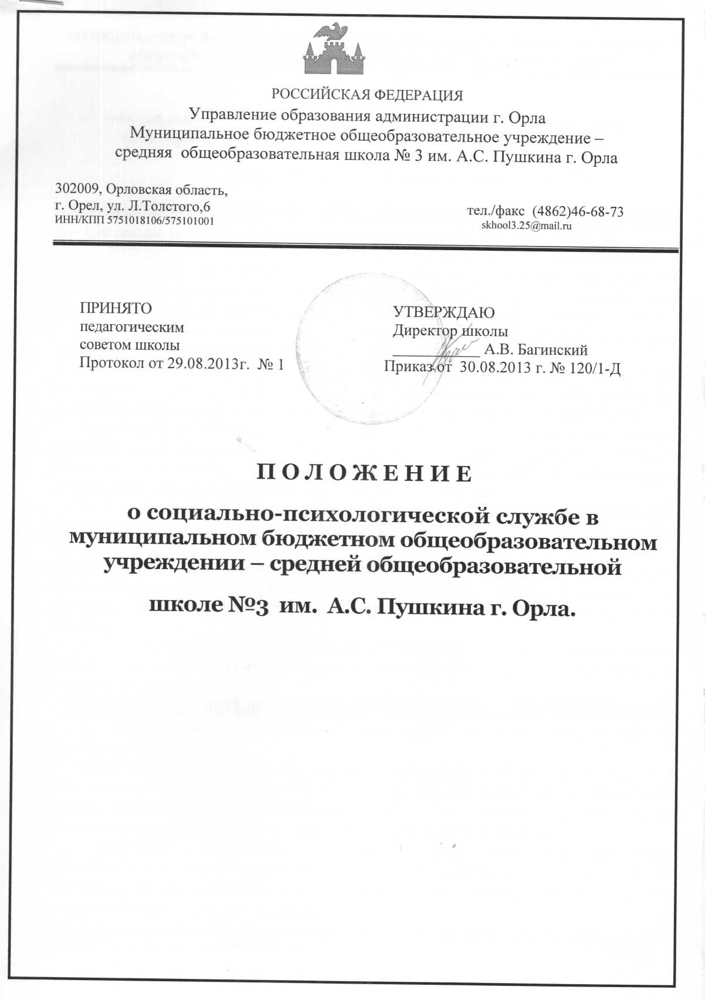 РОССИЙСКАЯ ФЕДЕРАЦИЯ
Управление образования администрации г. Орла
Муниципальное бюджетное общеобразовательное учреждение –
средняя общеобразовательная школа № 3 им. А.С. Пушкина г. Орла
302009, Орловская область,
г. Орел, ул. Л.Толстого,6
ИНН/КПП 5751018106/575101001
тел./факс (4862)46-68-73
skhool3.25@mail.ru
ПРИНЯТО
педагогическим
советом школы
Протокол от 29.08.2013г. № 1
УТВЕРЖДАЮ
Директор школы
___________ А.В. Багинский
Приказ от 30.08.2013 г. № 120/1-Д
П О Л О Ж Е Н И Е
о социально-психологической службе в
муниципальном бюджетном общеобразовательном
учреждении – средней общеобразовательной
школе №3 им. А.С. Пушкина г. Орла.